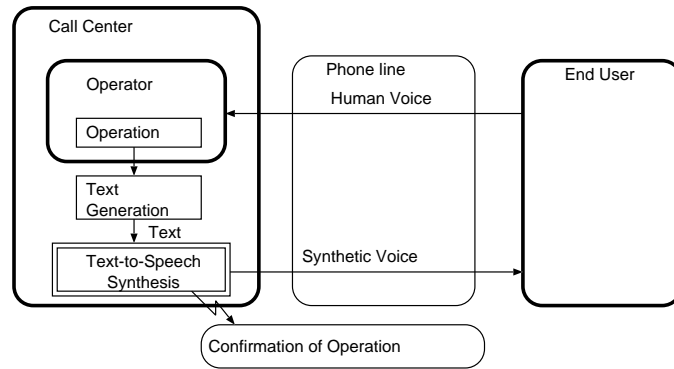 Call Center
Phone line
End User
Operator
Human Voice
Operation
Text
Generation
Text
Synthetic Voice
Text-to-Speech
Synthesis
Confirmation of Operation